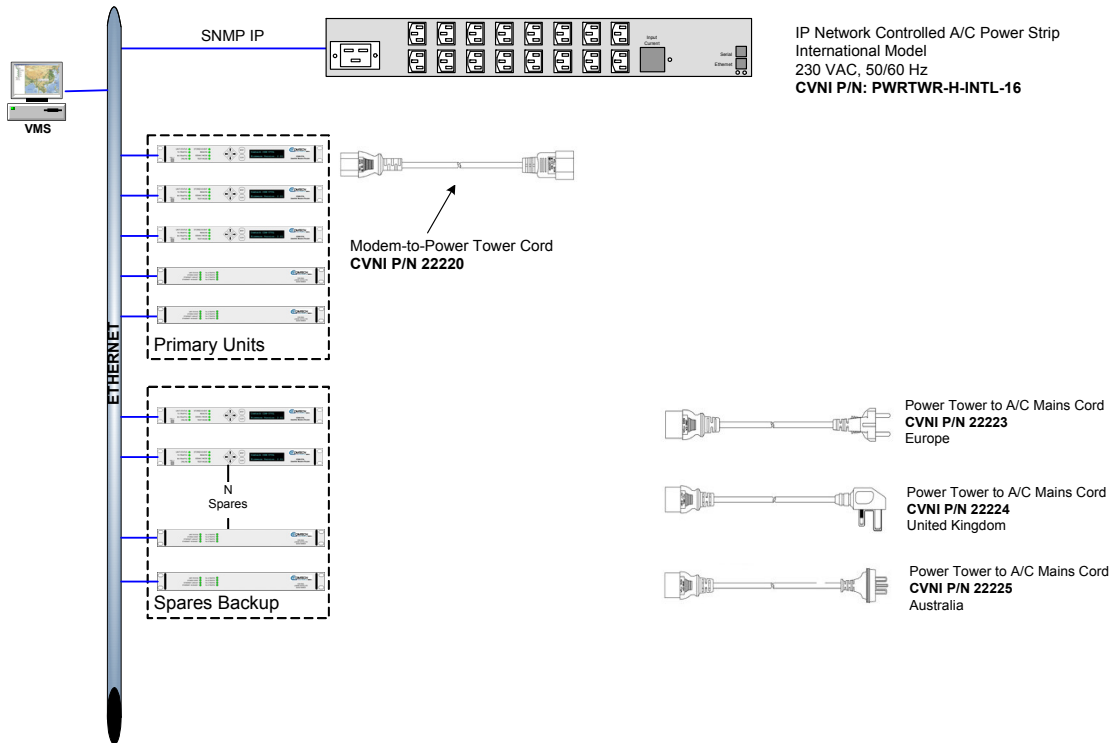 SNMP IP
Input
Current
Serial
Ethernet
IP Network Controlled A/C Power Strip
International Model
230 VAC, 50/60 Hz
CVNI P/N: PWRTWR-H-INTL-16
VMS
ETHERNET
Modem-to-Power Tower Cord
CVNI P/N 22220
Primary Units
N
Spares
Spares Backup
Power Tower to A/C Mains Cord
CVNI P/N 22223
Europe
Power Tower to A/C Mains Cord
CVNI P/N 22224
United Kingdom
Power Tower to A/C Mains Cord
CVNI P/N 22225
Australia